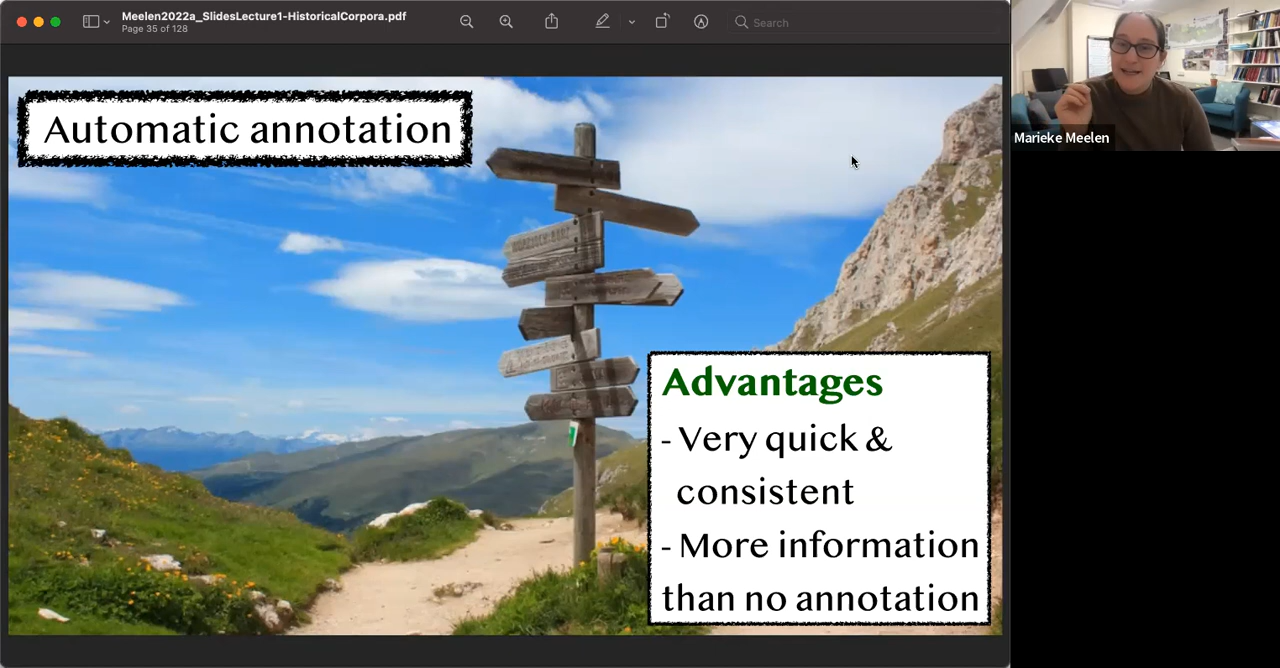 Meelen2022a_SlidesLecture1-HistoricalCorpora.pdf
Page 35 of 128
Search
Marieke Meelen
Automatic annotation
Advantages
- Very quick &
consistent
- More information
than no annotation